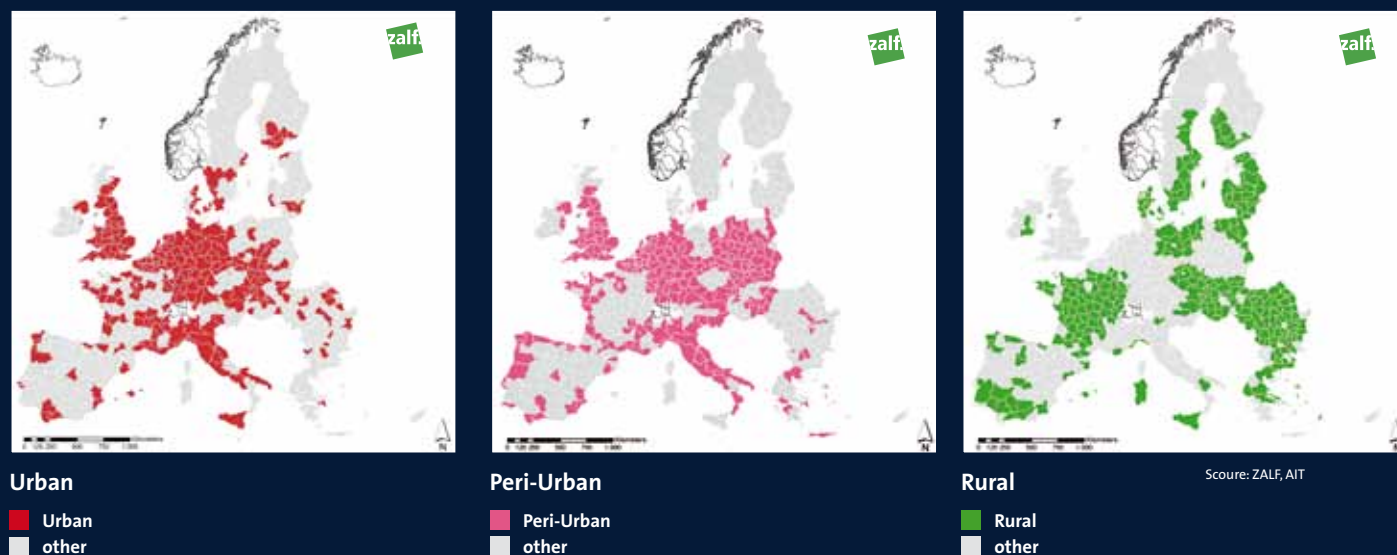 zalf.
zalf.
zalf.
N
N
Urban
Urban
other
Peri-Urban
Peri-Urban
other
Rural
Scoure: ZALF, AIT
Rural
other